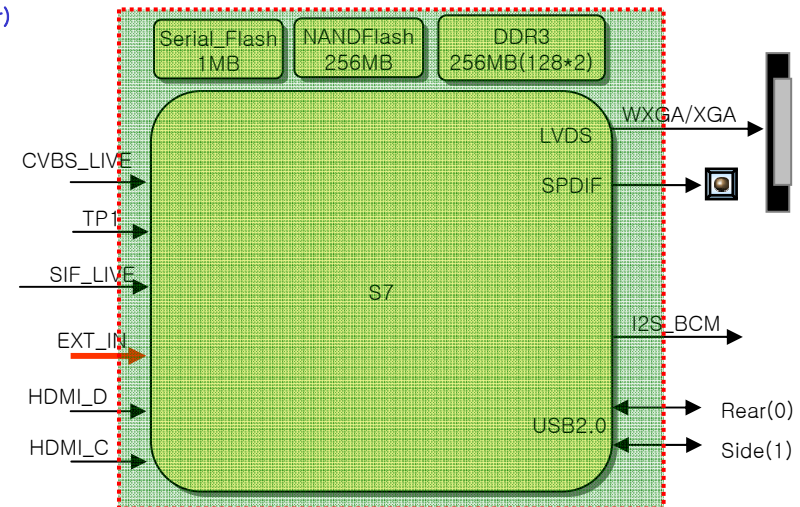 r)
Serial_Flash
1MB
NANDFlash
256MB
DDR3
256MB(128*2)
WXGA/XGA
LVDS
CVBS_LIVE
SPDIF
TP1
SIF_LIVE
S7
I2S_BCM
EXT_IN
HDMI_D
Rear(0)
USB2.0
HDMI_C
Side(1)